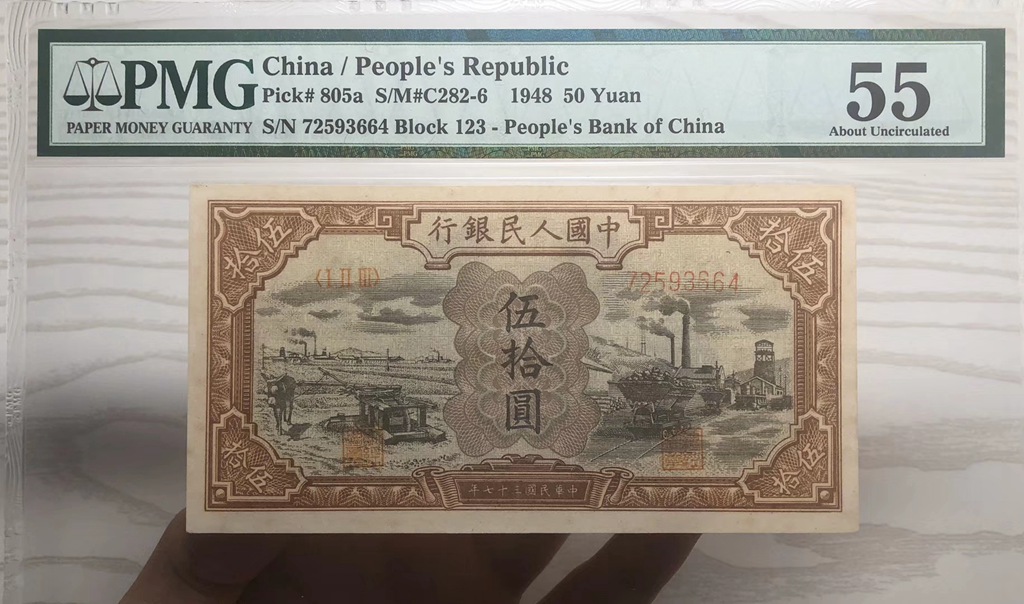 PMG
PAPER MONEY GUARANTY
China / People's Republic
Pick# 805a S/M#C282-6 1948 50 Yuan
S/N 72593664 Block 123 - People's Bank of China
55
About Uncirculated
行銀民人國中
伍拾
拾伍
〈I II III〉
72593664
伍拾圓
拾伍
伍拾
年七十三國民華中